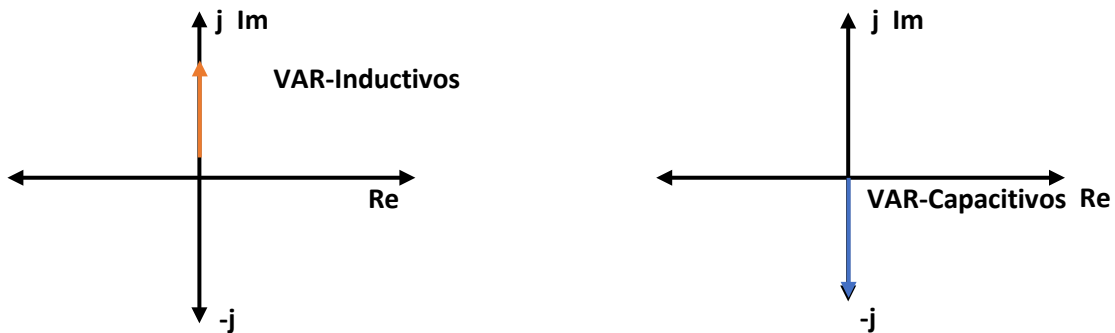 j Im
VAR-Inductivos
Re
-j
j Im
VAR-Capacitivos Re
-j